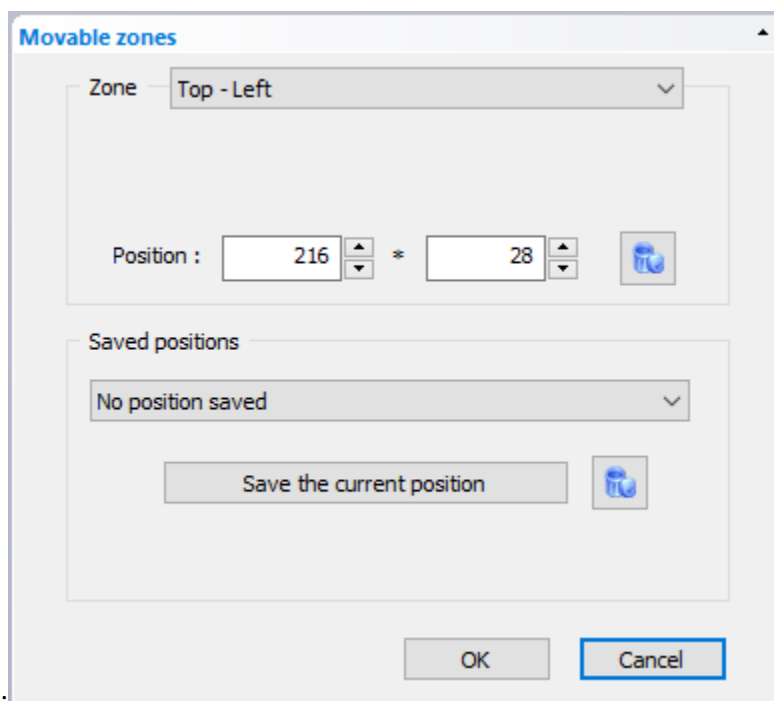 Movable zones
Zone Top - Left
Position : 216 * 28
Saved positions
No position saved
Save the current position
OK Cancel
.